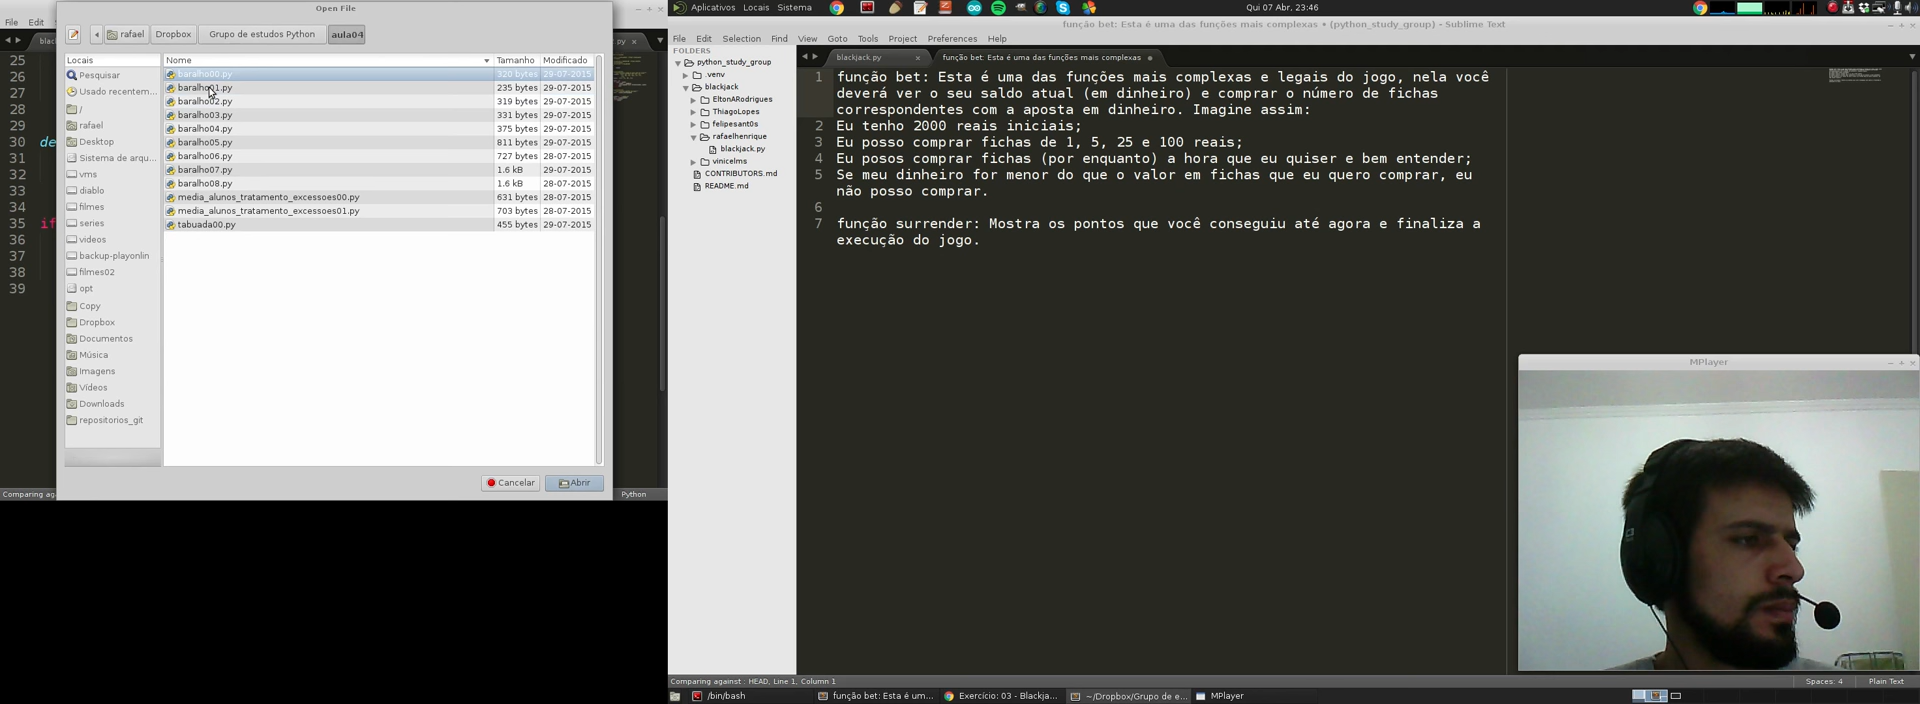 Open File
File Edit
rafael Dropbox Grupo de estudos Python aula04
Locais
Pesquisar
Usado recentem...
/
rafael
Desktop
Sistema de arqu...
vms
diablo
filmes
series
videos
backup-playonlin
filmes02
opt
Copy
Dropbox
Documentos
Música
Imagens
Vídeos
Downloads
repositorios_git
Nome Tamanho Modificado
baralho00.py 320 bytes 29-07-2015
baralho01.py 235 bytes 29-07-2015
baralho02.py 319 bytes 29-07-2015
baralho03.py 331 bytes 29-07-2015
baralho04.py 375 bytes 29-07-2015
baralho05.py 811 bytes 29-07-2015
baralho06.py 727 bytes 28-07-2015
baralho07.py 1.6 kB 29-07-2015
baralho08.py 1.6 kB 28-07-2015
media_alunos_tratamento_excessoes00.py 631 bytes 28-07-2015
media_alunos_tratamento_excessoes01.py 703 bytes 28-07-2015
tabuada00.py 455 bytes 29-07-2015
Cancelar Abrir
25
26
27
28
29
30 de
31
32
33
34
35 if
36
37
38
39
Comparing aga
Python
Aplicativos Locais Sistema Qui 07 Abr, 23:46
função bet: Esta é uma das funções mais complexas • (python_study_group) - Sublime Text
File Edit Selection Find View Goto Tools Project Preferences Help
FOLDERS
python_study_group
.venv
blackjack
EltonARodrigues
ThiagoLopes
felipesant0s
rafaelhenrique
blackjack.py
vinicelms
CONTRIBUTORS.md
README.md
blackjack.py função bet: Esta é uma das funções mais complexas
1 função bet: Esta é uma das funções mais complexas e legais do jogo, nela você
deverá ver o seu saldo atual (em dinheiro) e comprar o número de fichas
correspondentes com a aposta em dinheiro. Imagine assim:
2 Eu tenho 2000 reais iniciais;
3 Eu posso comprar fichas de 1, 5, 25 e 100 reais;
4 Eu posos comprar fichas (por enquanto) a hora que eu quiser e bem entender;
5 Se meu dinheiro for menor do que o valor em fichas que eu quero comprar, eu
não posso comprar.
6
7 função surrender: Mostra os pontos que você conseguiu até agora e finaliza a
execução do jogo.
MPlayer
Comparing against : HEAD, Line 1, Column 1 Spaces: 4 Plain Text
/bin/bash função bet: Esta é um... Exercício: 03 - Blackja... ~/Dropbox/Grupo de e... MPlayer